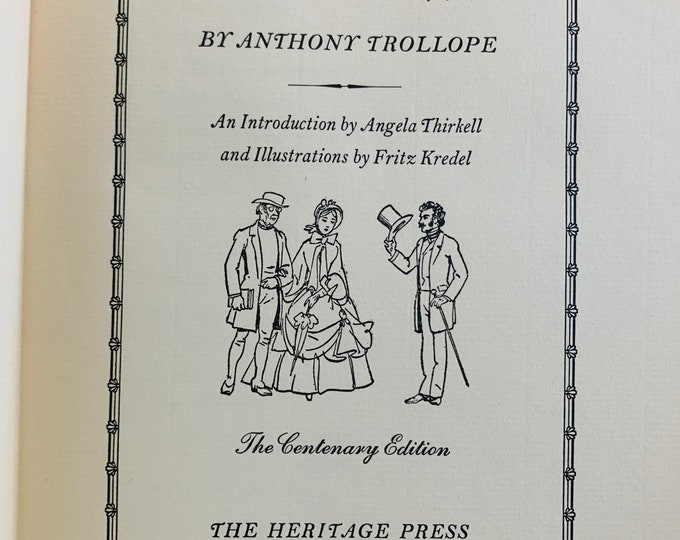 BY ANTHONY TROLLOPE
An Introduction by Angela Thirkell
and Illustrations by Fritz Kredel
The Centenary Edition
THE HERITAGE PRESS